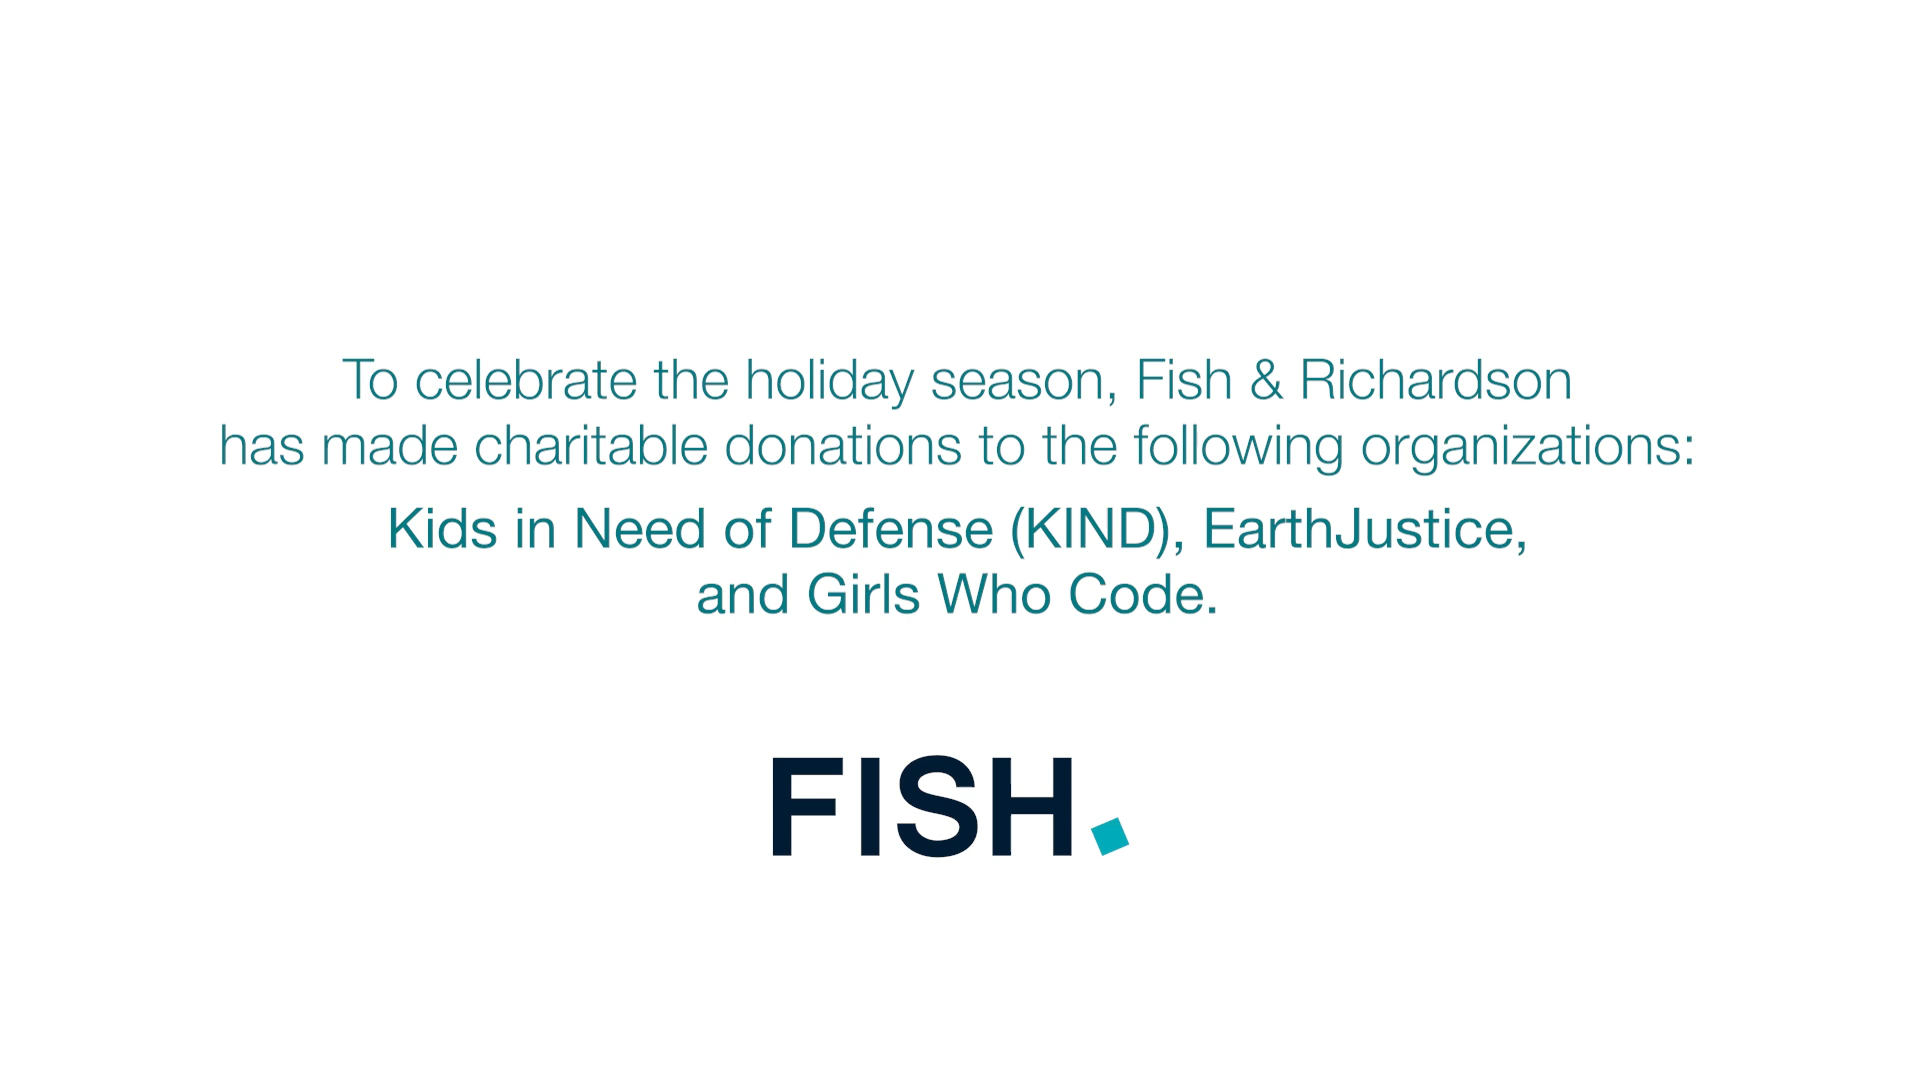 To celebrate the holiday season, Fish & Richardson
has made charitable donations to the following organizations:
Kids in Need of Defense (KIND), EarthJustice,
and Girls Who Code.
FISH.